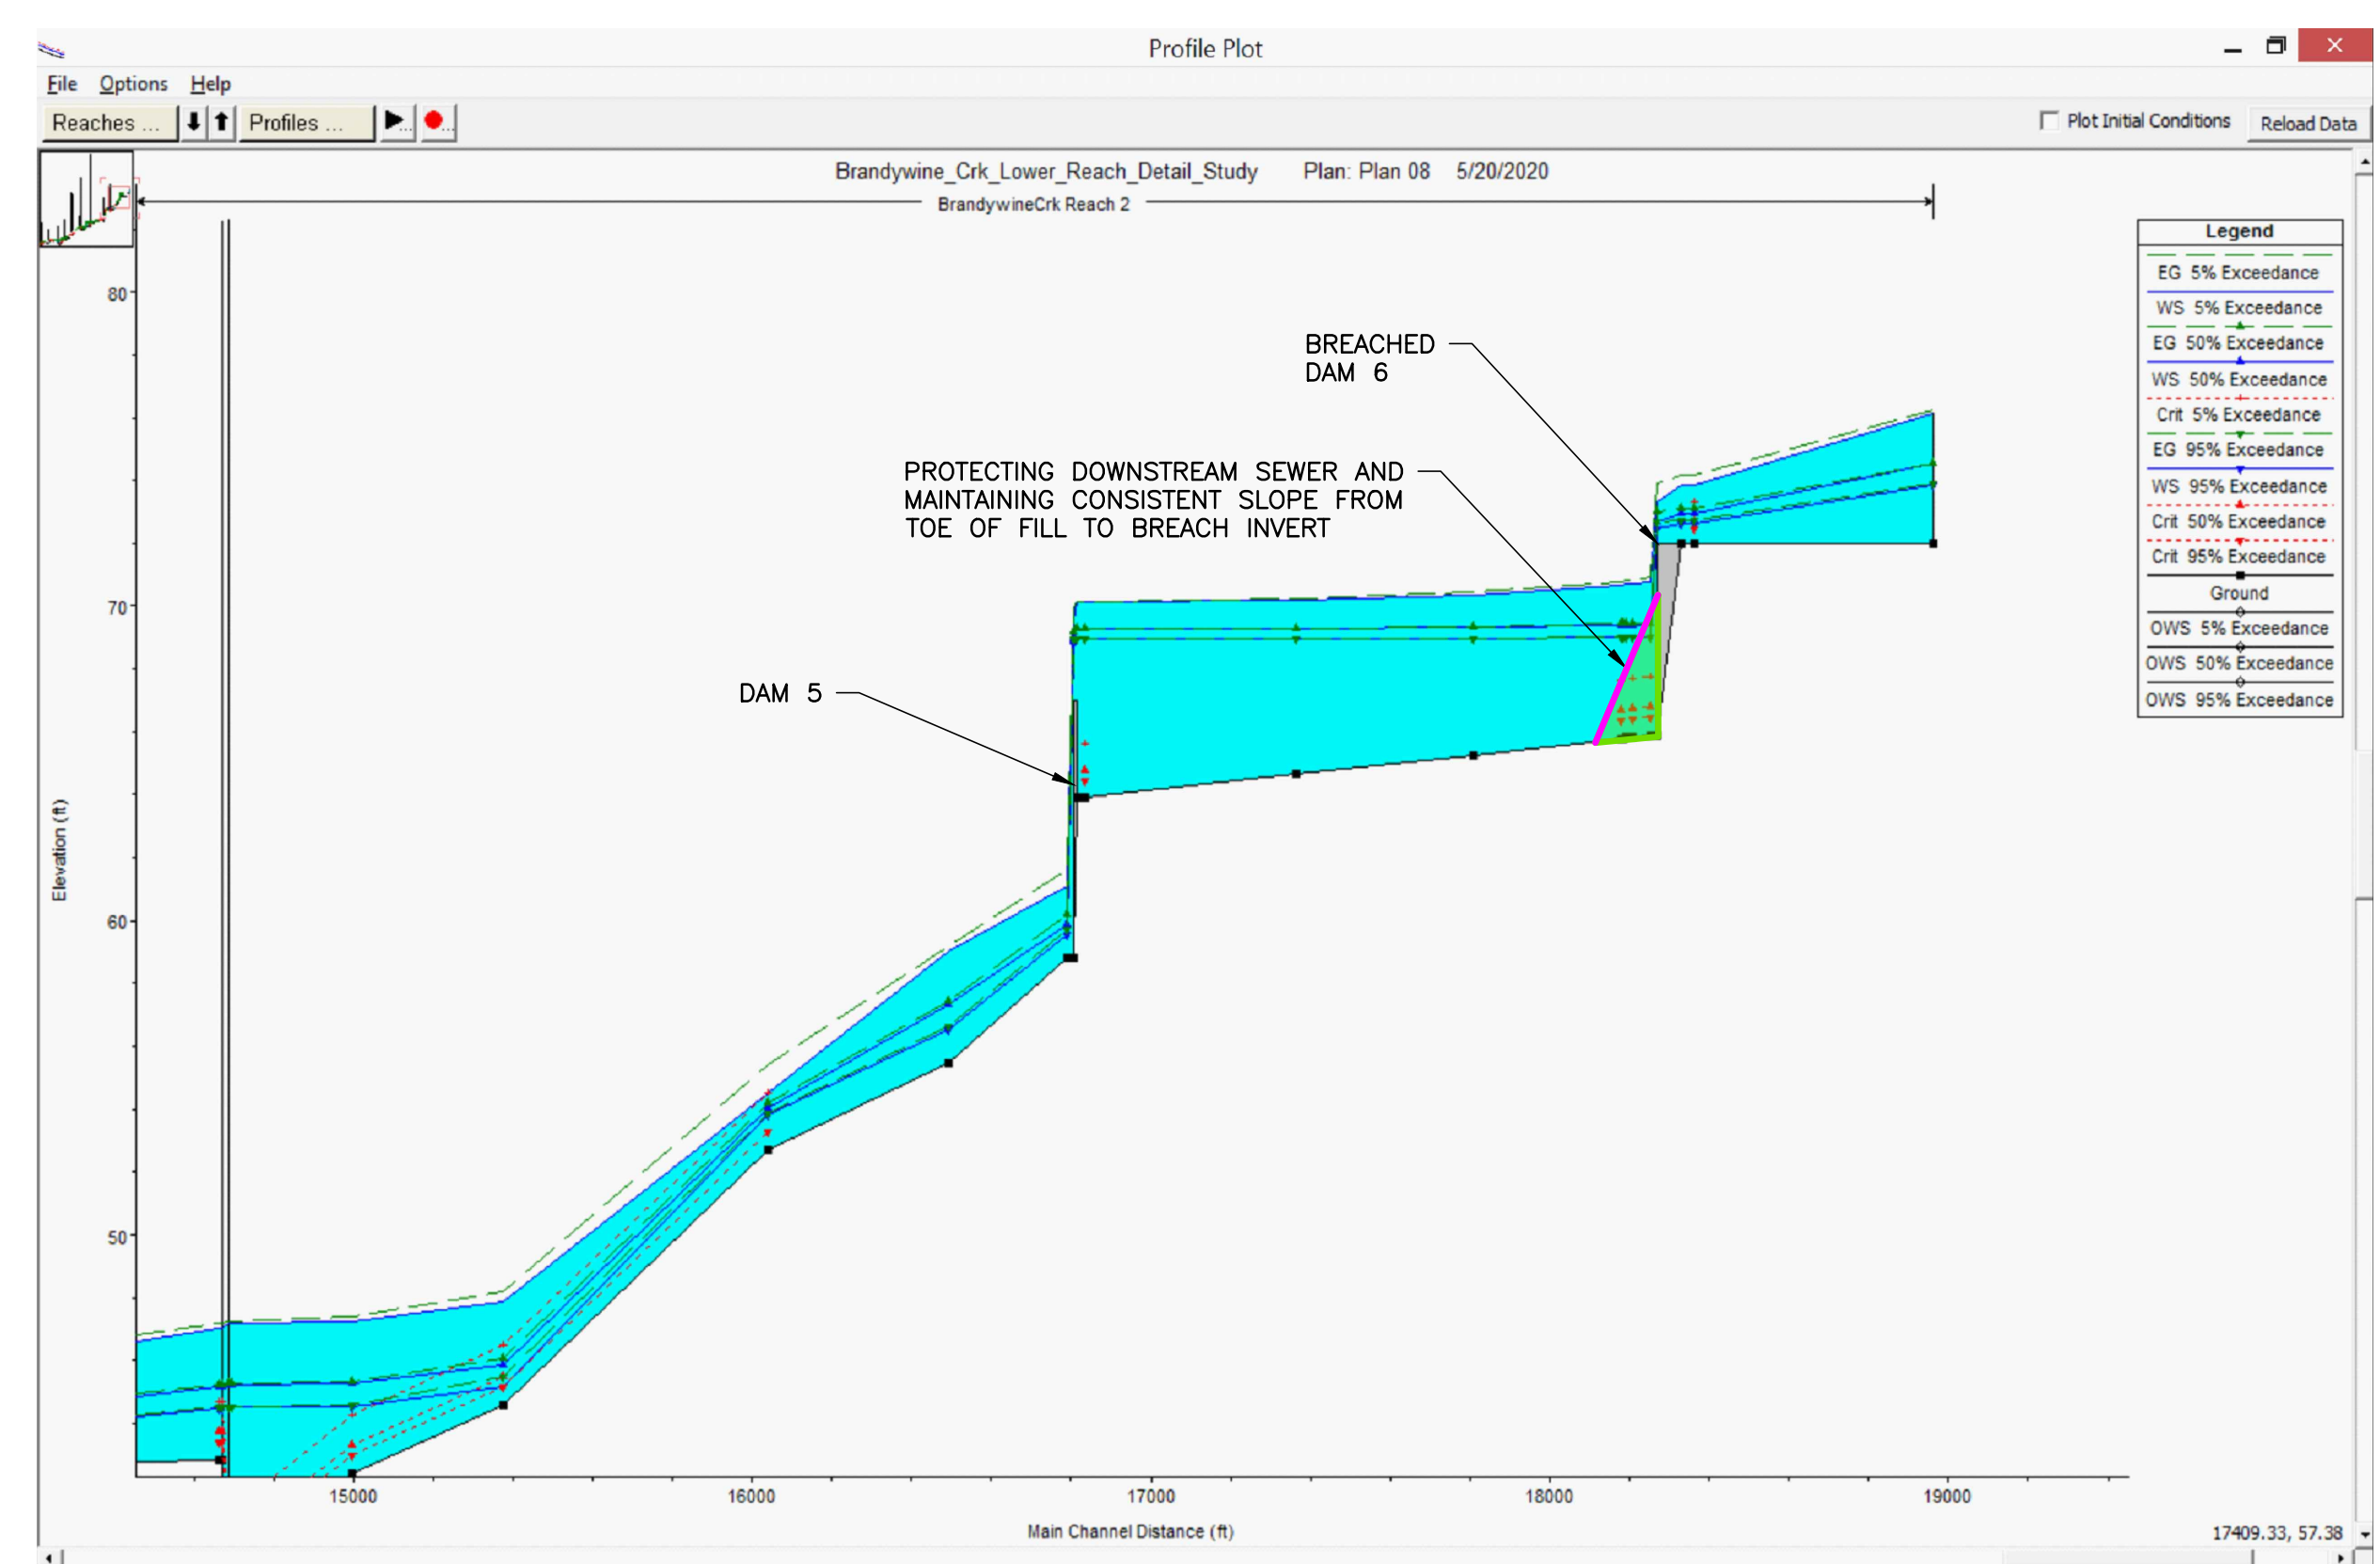 Profile Plot
File Options Help
Reaches ... Profiles ... ... ... Plot Initial Conditions Reload Data
Brandywine_Crk_Lower_Reach_Detail_Study Plan: Plan 08 5/20/2020
BrandywineCrk Reach 2
Legend
EG 5% Exceedance
WS 5% Exceedance
EG 50% Exceedance
WS 50% Exceedance
Crit 5% Exceedance
EG 95% Exceedance
WS 95% Exceedance
Crit 50% Exceedance
Crit 95% Exceedance
Ground
OWS 5% Exceedance
OWS 50% Exceedance
OWS 95% Exceedance
BREACHED
DAM 6
PROTECTING DOWNSTREAM SEWER AND
MAINTAINING CONSISTENT SLOPE FROM
TOE OF FILL TO BREACH INVERT
DAM 5
80
70
60
50
Elevation (ft)
15000 16000 17000 18000 19000
Main Channel Distance (ft)
17409.33, 57.38